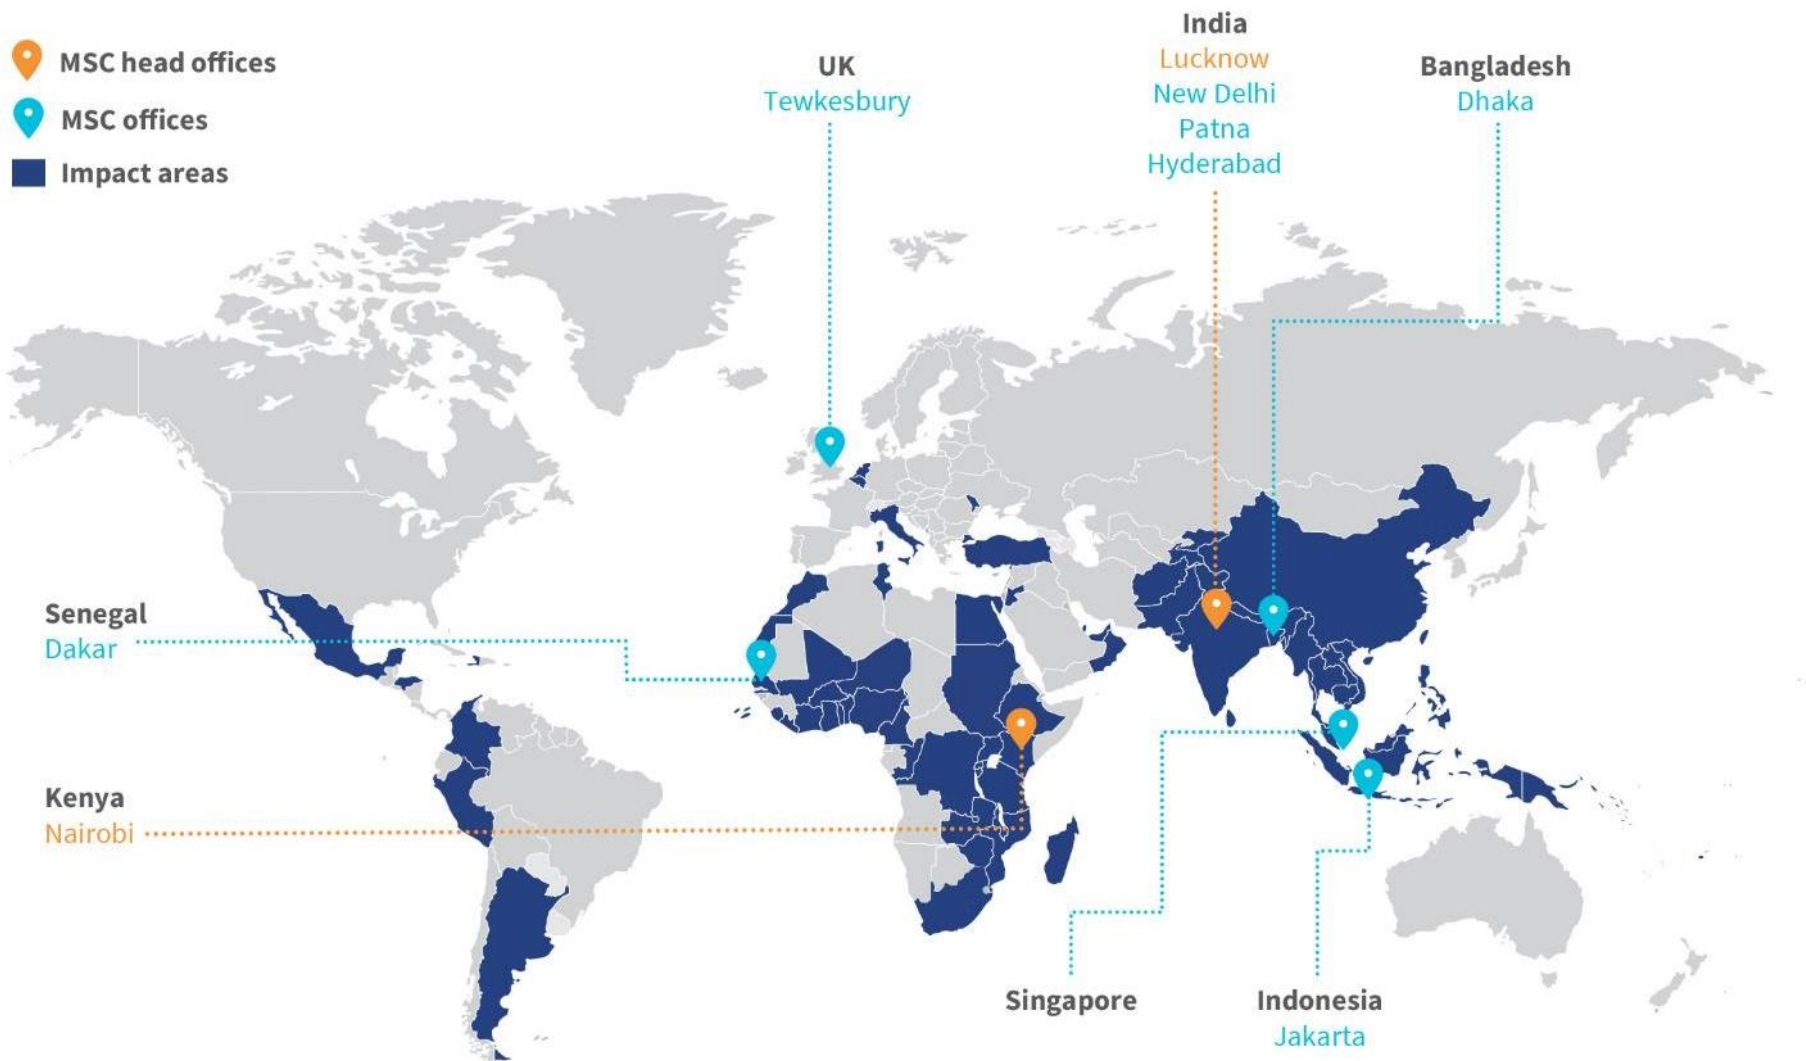 MSC head offices
MSC offices
Impact areas
UK
Tewkesbury
India
Lucknow
New Delhi
Patna
Hyderabad
Bangladesh
Dhaka
Senegal
Dakar
Kenya
Nairobi
Singapore
Indonesia
Jakarta